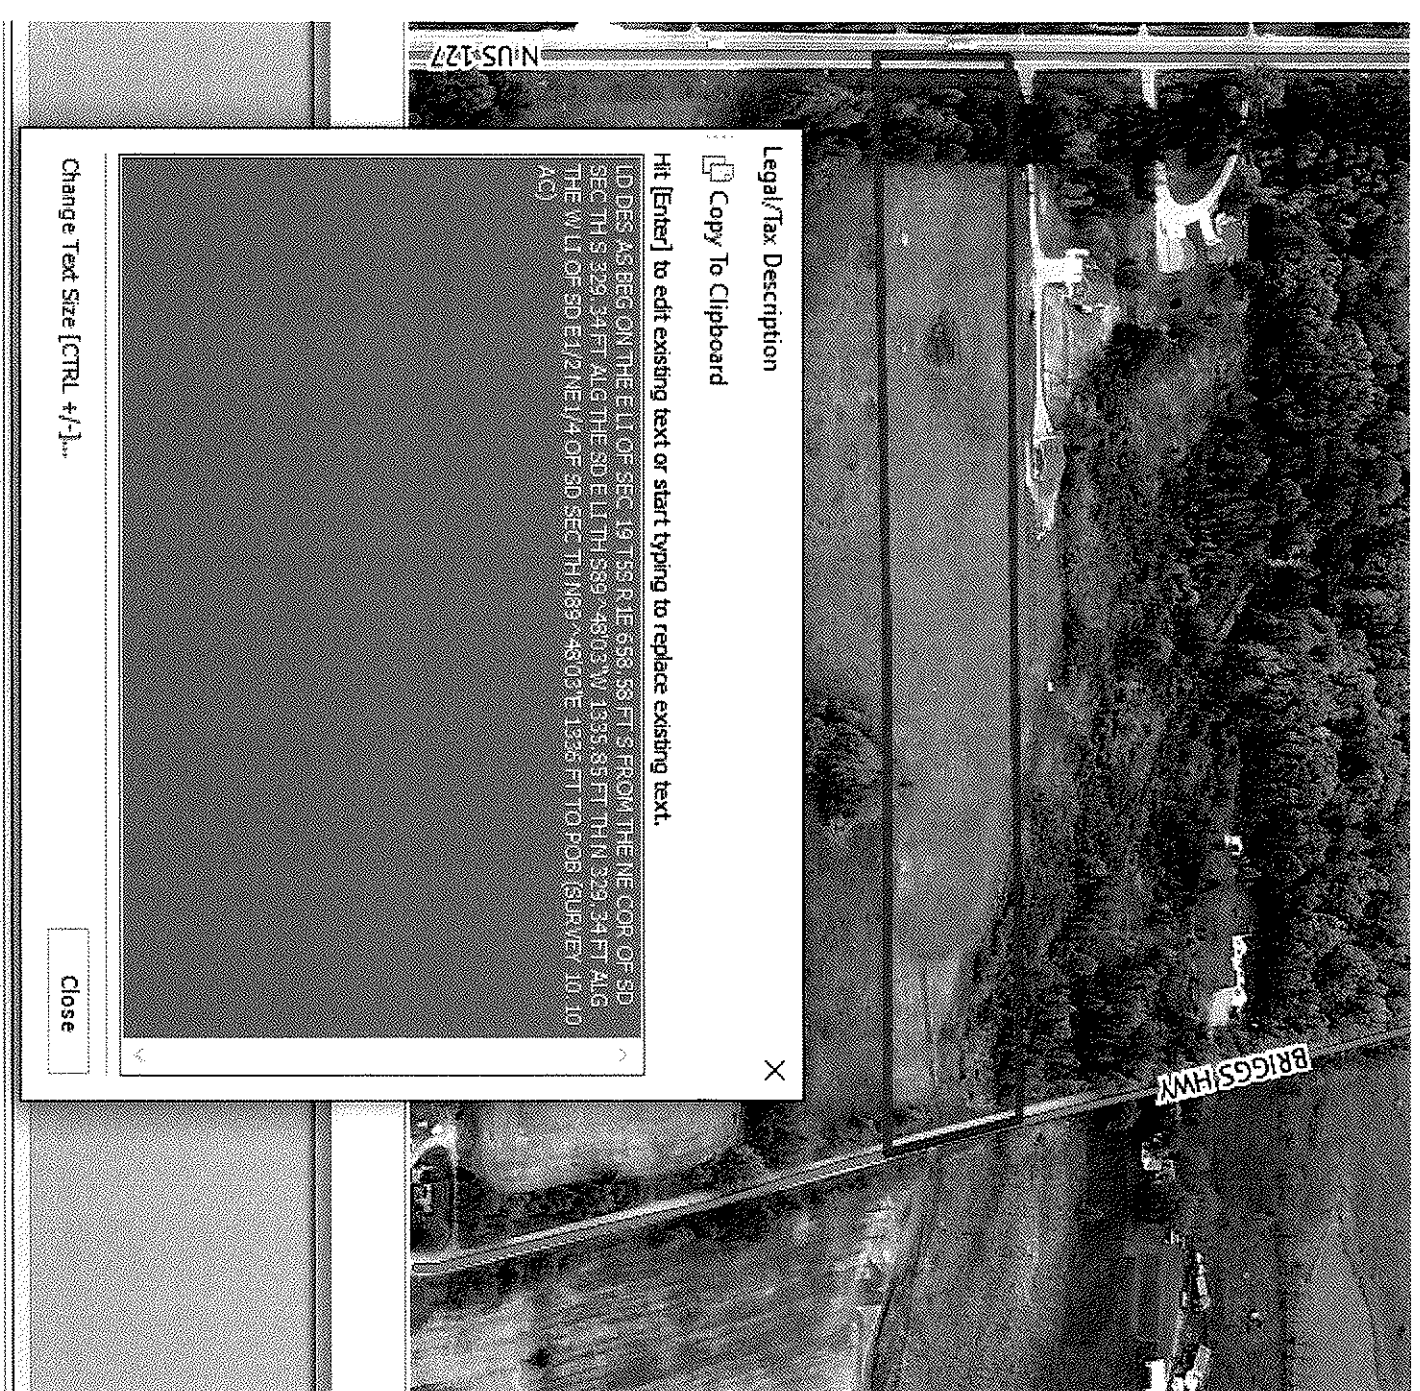 Legal/Tax Description
Copy To Clipboard
Hit [Enter] to edit existing text or start typing to replace existing text.
LD DES AS BEG ON THE E LI OF SEC 19 T5S R1E 658.58 FT S FROM THE NE COR OF SD
SEC TH S 329.34 FT ALG THE SD E LI TH S89~48'03"W 1335.85 FT TH N 329.34 FT ALG
THE W LI OF SD E1/2 NE1/4 OF SD SEC TH N89~48'03"E 1336 FT TO POB (SURVEY 10.10
AC)
Change Text Size [CTRL +/-]...
Close
N US 127
BRIGGS HWY